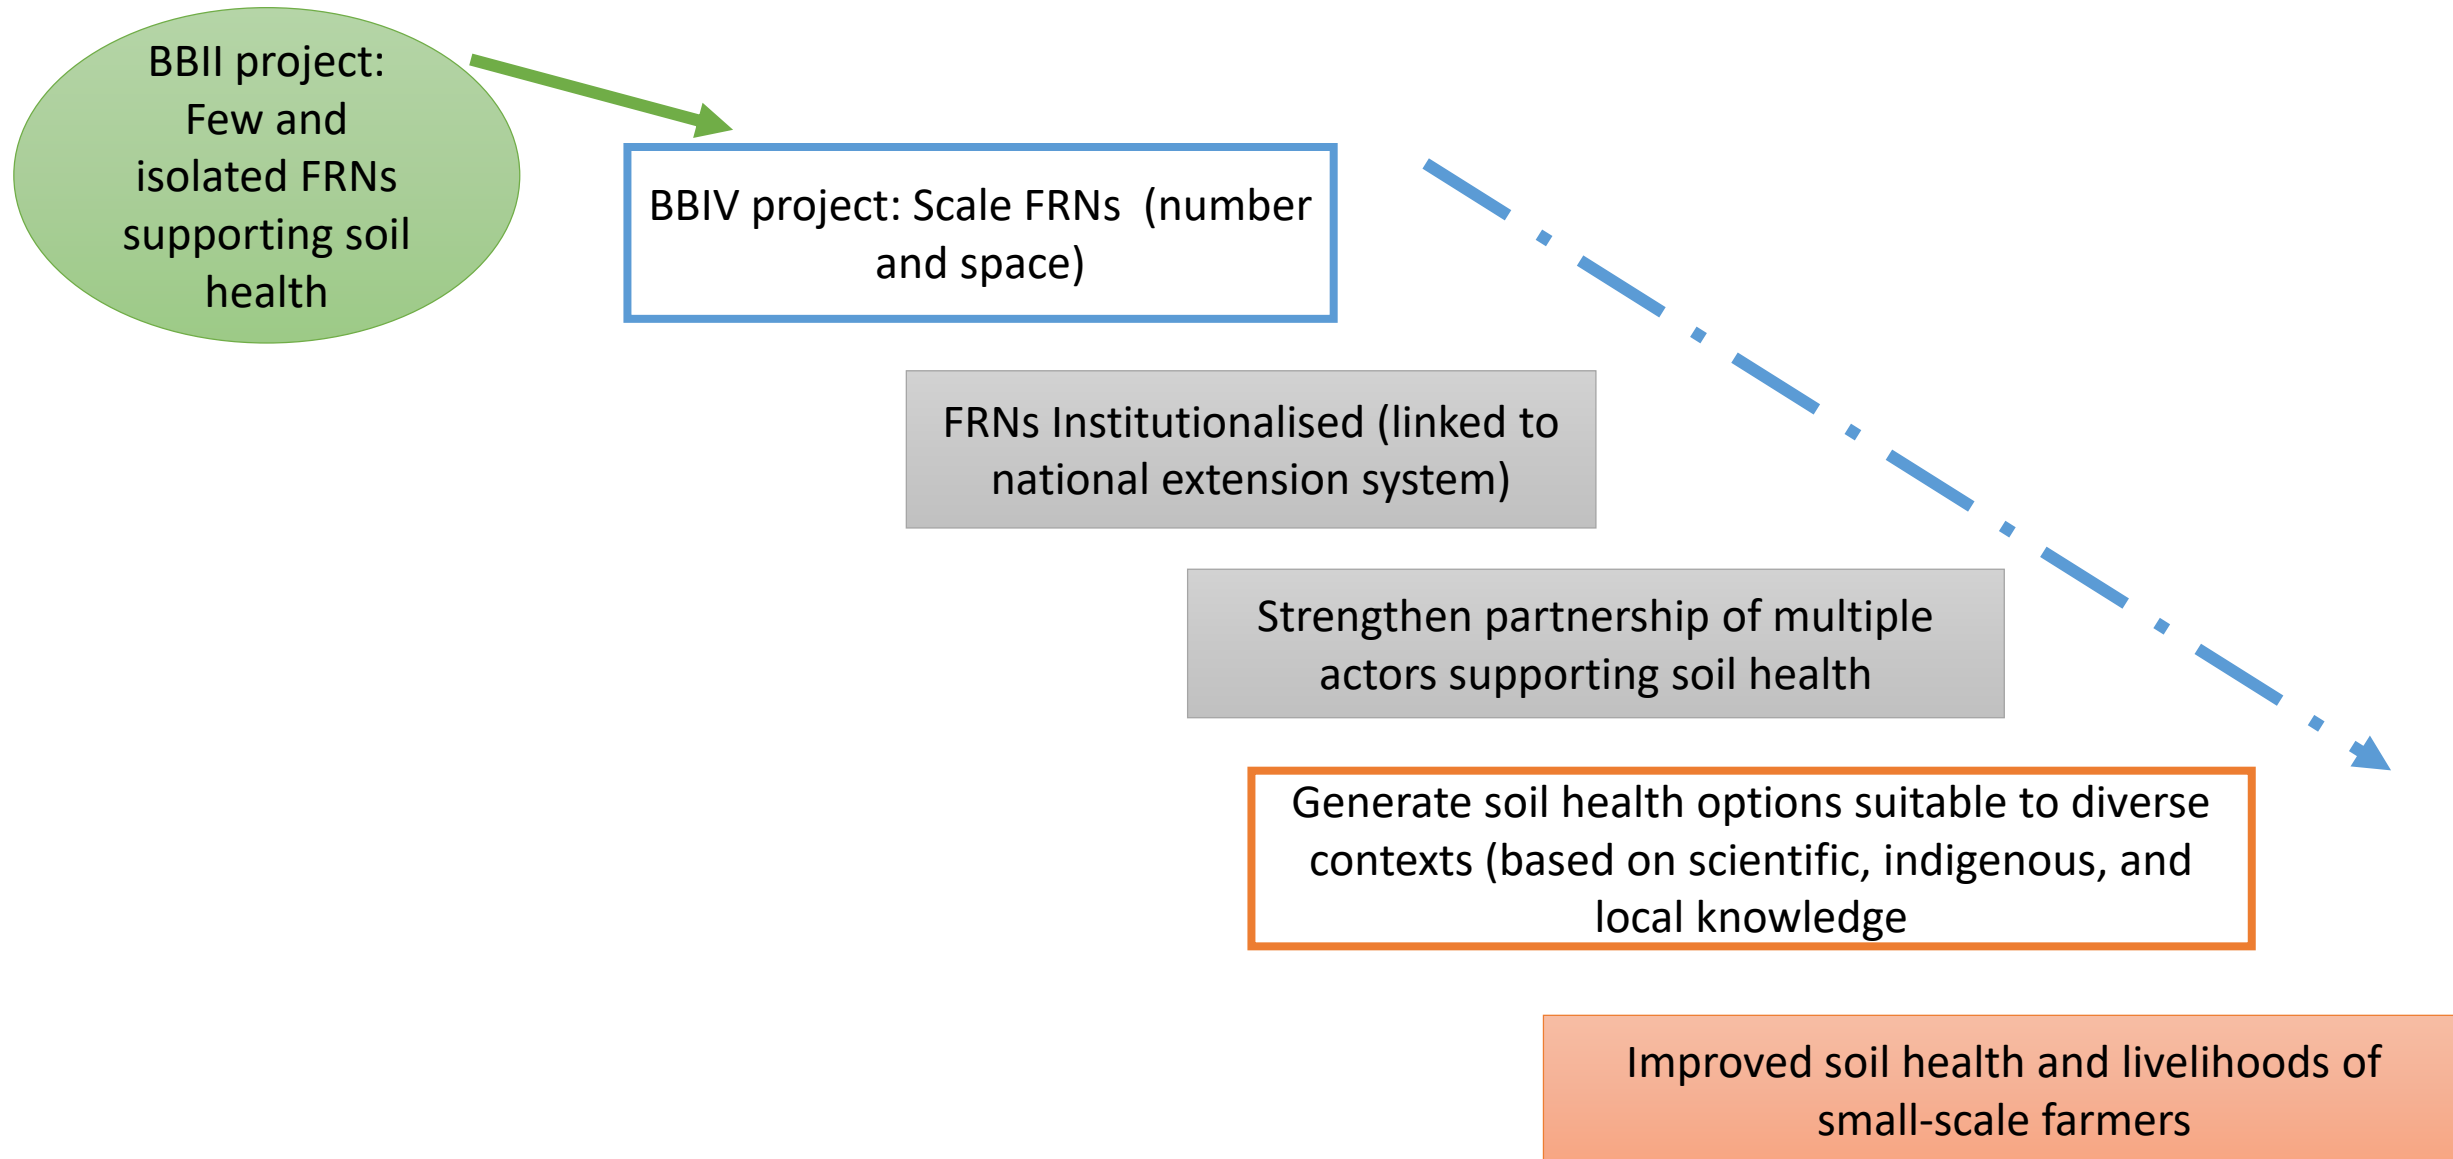 BBII project:
Few and
isolated FRNs
supporting soil
health
BBIV project: Scale FRNs  (number
and space)
FRNs Institutionalised (linked to
national extension system)
Strengthen partnership of multiple
actors supporting soil health
Generate soil health options suitable to diverse
contexts (based on scientific, indigenous, and
local knowledge
Improved soil health and livelihoods of
small-scale farmers